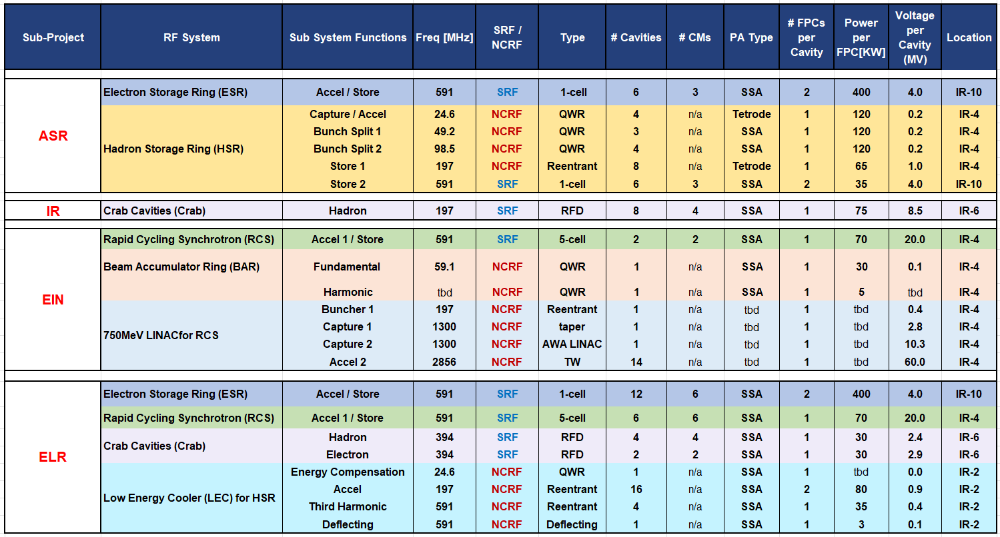 Sub-Project RF System Sub System Functions Freq [MHz] SRF / NCRF Type # Cavities # CMs PA Type # FPCs per Cavity Power per FPC[KW] Voltage per Cavity (MV) Location
ASR
Electron Storage Ring (ESR) Accel / Store 591 SRF 1-cell 6 3 SSA 2 400 4.0 IR-10
Hadron Storage Ring (HSR)
Capture / Accel 24.6 NCRF QWR 4 n/a Tetrode 1 120 0.2 IR-4
Bunch Split 1 49.2 NCRF QWR 3 n/a SSA 1 120 0.2 IR-4
Bunch Split 2 98.5 NCRF QWR 4 n/a SSA 1 120 0.2 IR-4
Store 1 197 NCRF Reentrant 8 n/a Tetrode 1 65 1.0 IR-4
Store 2 591 SRF 1-cell 6 3 SSA 2 35 4.0 IR-10
IR
Crab Cavities (Crab) Hadron 197 SRF RFD 8 4 SSA 1 75 8.5 IR-6
EIN
Rapid Cycling Synchrotron (RCS) Accel 1 / Store 591 SRF 5-cell 2 2 SSA 1 70 20.0 IR-4
Beam Accumulator Ring (BAR) Fundamental 59.1 NCRF QWR 1 n/a SSA 1 30 0.1 IR-4
Harmonic tbd NCRF QWR 1 n/a SSA 1 5 tbd IR-4
750MeV LINACfor RCS
Buncher 1 197 NCRF Reentrant 1 n/a tbd 1 tbd 0.4 IR-4
Capture 1 1300 NCRF taper 1 n/a tbd 1 tbd 2.8 IR-4
Capture 2 1300 NCRF AWA LINAC 1 n/a tbd 1 tbd 10.3 IR-4
Accel 2 2856 NCRF TW 14 n/a tbd 1 tbd 60.0 IR-4
ELR
Electron Storage Ring (ESR) Accel / Store 591 SRF 1-cell 12 6 SSA 2 400 4.0 IR-10
Rapid Cycling Synchrotron (RCS) Accel 1 / Store 591 SRF 5-cell 6 6 SSA 1 70 20.0 IR-4
Crab Cavities (Crab)
Hadron 394 SRF RFD 4 4 SSA 1 30 2.4 IR-6
Electron 394 SRF RFD 2 2 SSA 1 30 2.9 IR-6
Low Energy Cooler (LEC) for HSR
Energy Compensation 24.6 NCRF QWR 1 n/a SSA 1 tbd 0.0 IR-2
Accel 197 NCRF Reentrant 16 n/a SSA 2 80 0.9 IR-2
Third Harmonic 591 NCRF Reentrant 4 n/a SSA 1 35 0.4 IR-2
Deflecting 591 NCRF Deflecting 1 n/a SSA 1 3 0.1 IR-2